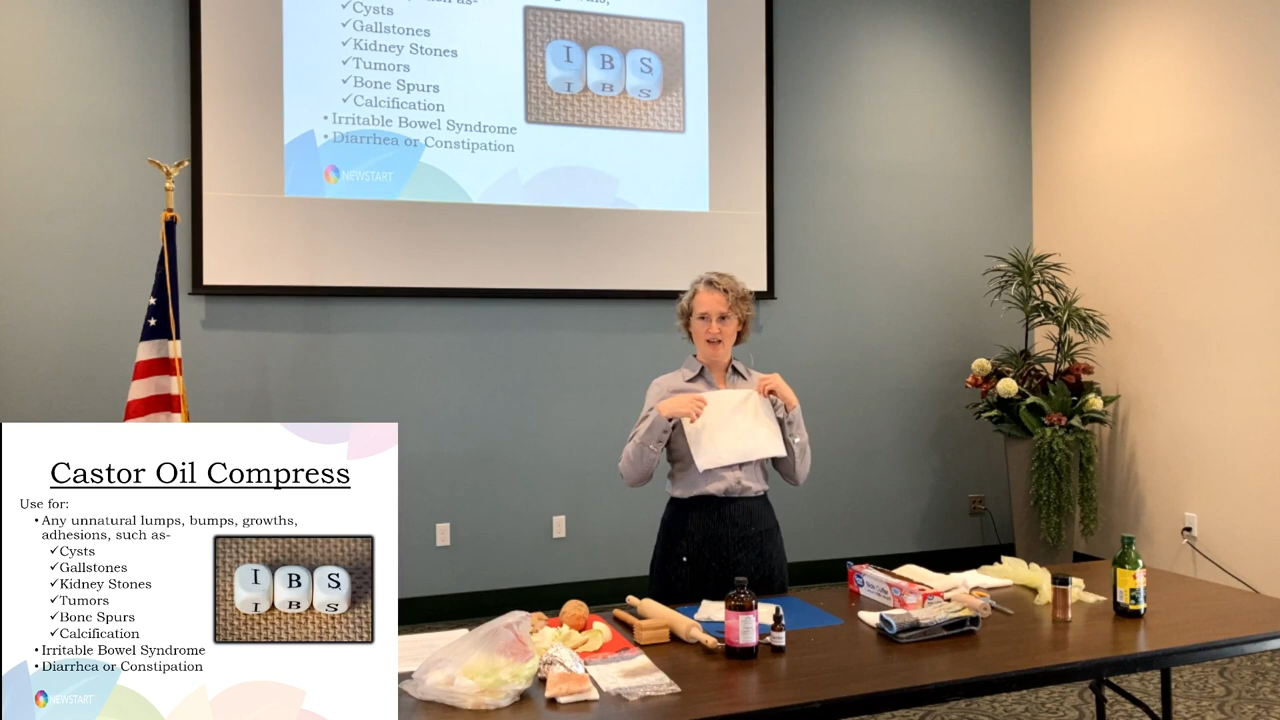 ✓Cysts
✓Gallstones
✓Kidney Stones
✓Tumors
✓Bone Spurs
✓Calcification
• Irritable Bowel Syndrome
• Diarrhea or Constipation
I B S
I B S
NEWSTART
Castor Oil Compress
Use for:
• Any unnatural lumps, bumps, growths,
adhesions, such as-
✓Cysts
✓Gallstones
✓Kidney Stones
✓Tumors
✓Bone Spurs
✓Calcification
• Irritable Bowel Syndrome
• Diarrhea or Constipation
I B S
I B S
NEWSTART